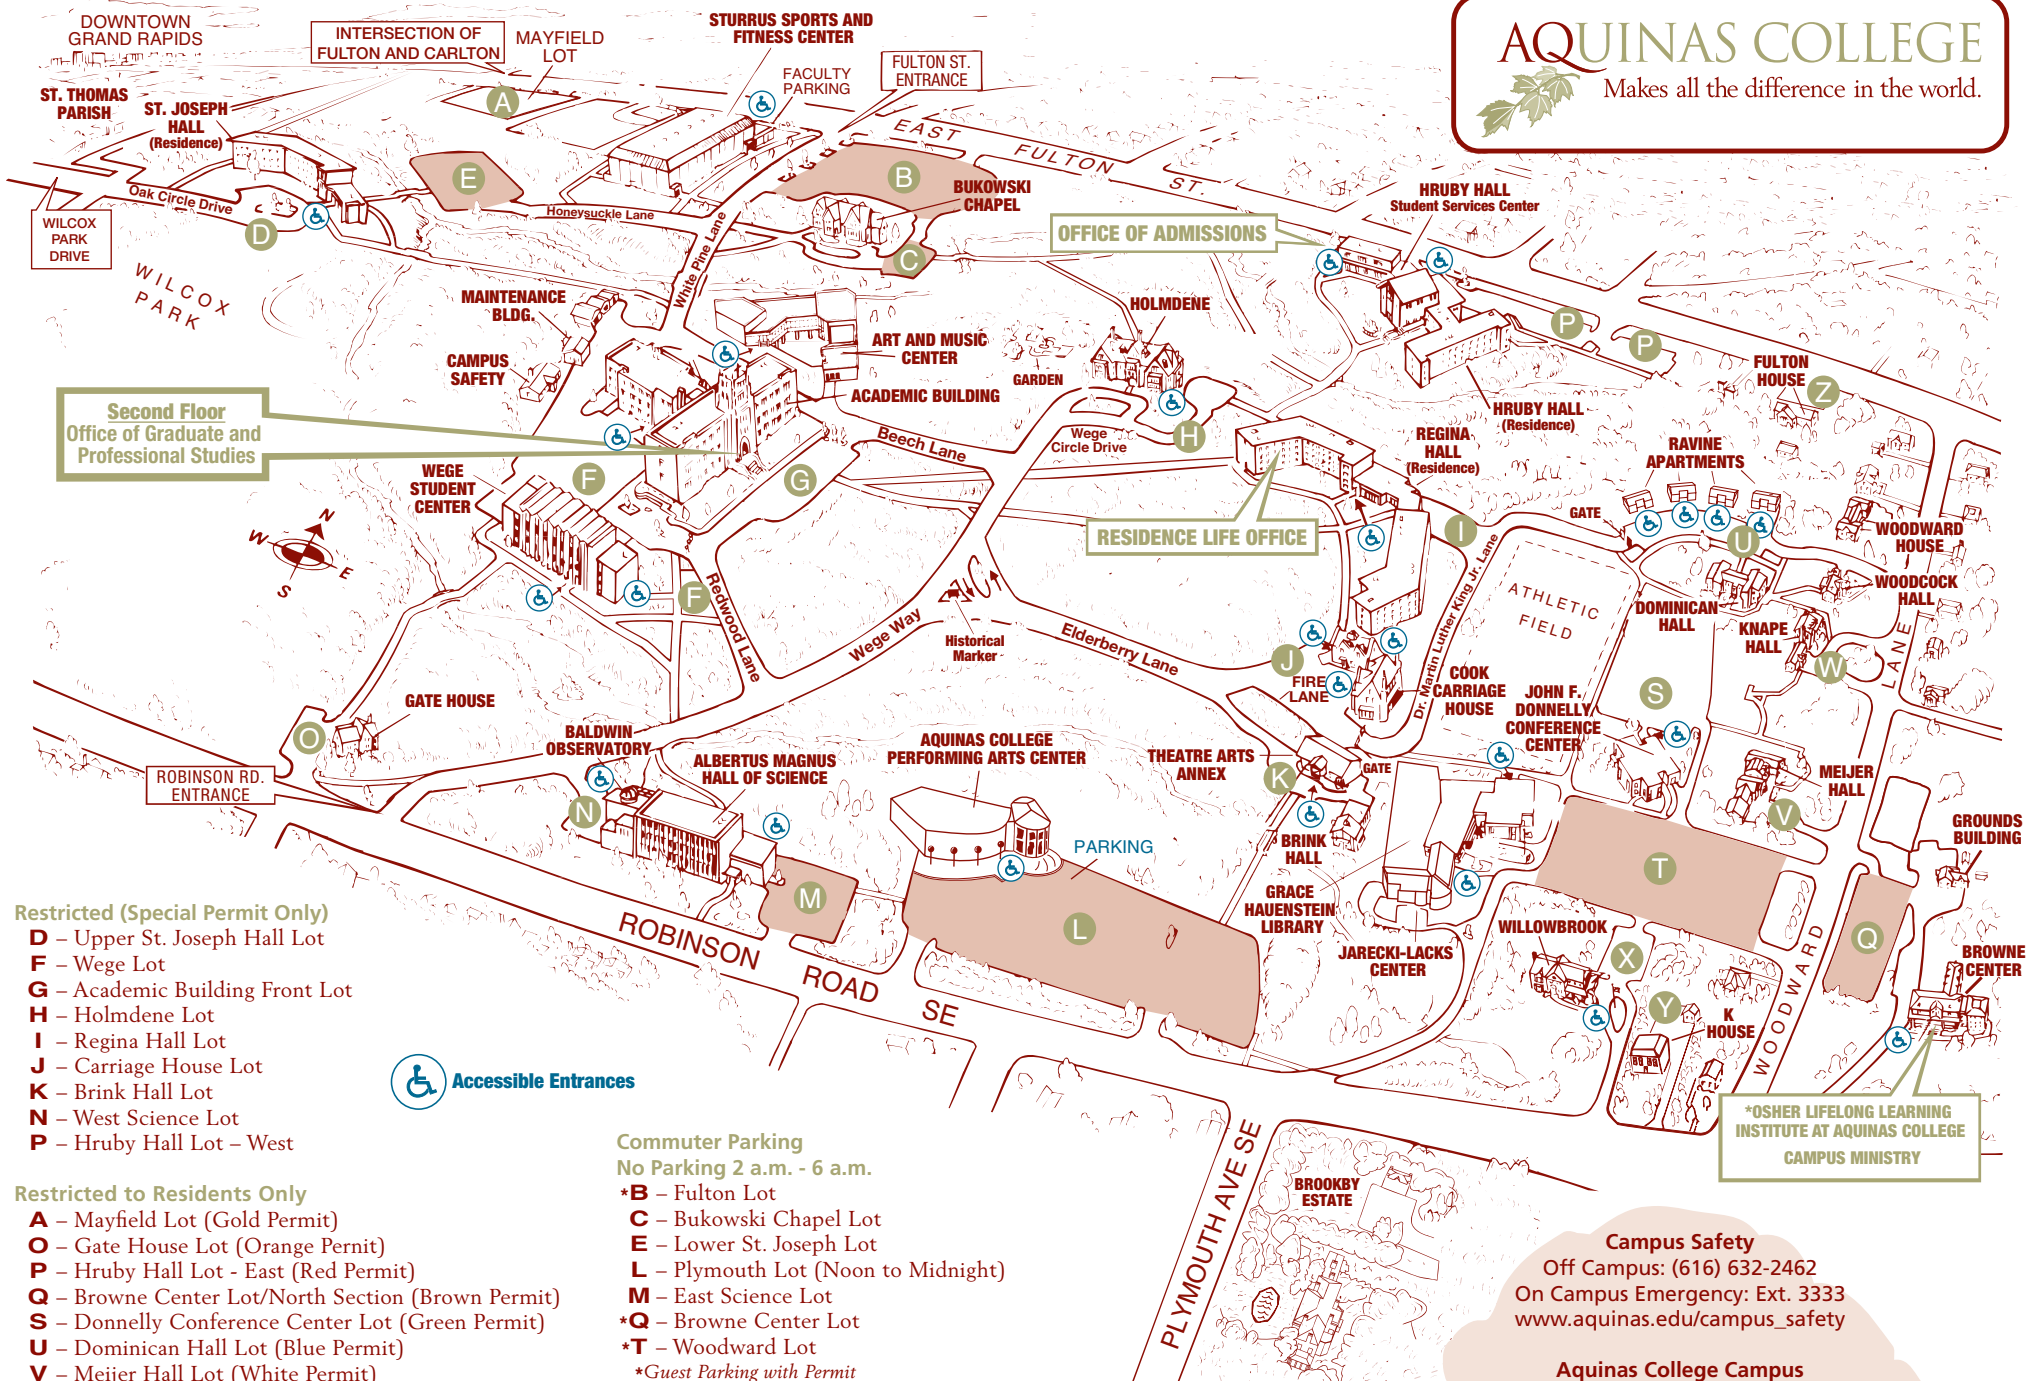 DOWNTOWN
GRAND RAPIDS
INTERSECTION OF
FULTON AND CARLTON
MAYFIELD
LOT
STURRUS SPORTS AND
FITNESS CENTER
FACULTY
PARKING
FULTON ST.
ENTRANCE
AQUINAS COLLEGE
Makes all the difference in the world.
ST. THOMAS
PARISH
ST. JOSEPH
HALL
(Residence)
A
EAST FULTON ST.
E
B
BUKOWSKI
CHAPEL
HRUBY HALL
Student Services Center
Oak Circle Drive
Honeysuckle Lane
WILCOX
PARK
DRIVE
D
C
OFFICE OF ADMISSIONS
WILCOX
PARK
White Pine Lane
MAINTENANCE
BLDG.
HOLMDENE
P
P
CAMPUS
SAFETY
ART AND MUSIC
CENTER
GARDEN
FULTON
HOUSE
Z
ACADEMIC BUILDING
Second Floor
Office of Graduate and
Professional Studies
HRUBY HALL
(Residence)
Beech Lane
Wege
Circle Drive
H
REGINA
HALL
(Residence)
RAVINE
APARTMENTS
WEGE
STUDENT
CENTER
F
G
N
W
E
S
RESIDENCE LIFE OFFICE
I
GATE
U
WOODWARD
HOUSE
F
Redwood Lane
Wege Way
Historical
Marker
Elderberry Lane
Dr. Martin Luther King Jr. Lane
ATHLETIC
FIELD
DOMINICAN
HALL
WOODCOCK
HALL
KNAPE
HALL
W
J
FIRE
LANE
COOK
CARRIAGE
HOUSE
JOHN F.
DONNELLY
CONFERENCE
CENTER
S
GATE HOUSE
O
BALDWIN
OBSERVATORY
ALBERTUS MAGNUS
HALL OF SCIENCE
AQUINAS COLLEGE
PERFORMING ARTS CENTER
THEATRE ARTS
ANNEX
K
GATE
MEIJER
HALL
V
ROBINSON RD.
ENTRANCE
N
PARKING
BRINK
HALL
GROUNDS
BUILDING
M
L
T
GRACE
HAUENSTEIN
LIBRARY
JARECKI-LACKS
CENTER
WILLOWBROOK
X
Q
BROWNE
CENTER
Y
K
HOUSE
WOODWARD LANE
ROBINSON ROAD SE
*OSHER LIFELONG LEARNING
INSTITUTE AT AQUINAS COLLEGE
CAMPUS MINISTRY
PLYMOUTH AVE SE
BROOKBY
ESTATE
Restricted (Special Permit Only)
D – Upper St. Joseph Hall Lot
F – Wege Lot
G – Academic Building Front Lot
H – Holmdene Lot
I – Regina Hall Lot
J – Carriage House Lot
K – Brink Hall Lot
N – West Science Lot
P – Hruby Hall Lot – West
Accessible Entrances
Restricted to Residents Only
A – Mayfield Lot (Gold Permit)
O – Gate House Lot (Orange Pernit)
P – Hruby Hall Lot - East (Red Permit)
Q – Browne Center Lot/North Section (Brown Permit)
S – Donnelly Conference Center Lot (Green Permit)
U – Dominican Hall Lot (Blue Permit)
V – Meijer Hall Lot (White Permit)
Commuter Parking
No Parking 2 a.m. - 6 a.m.
*B – Fulton Lot
C – Bukowski Chapel Lot
E – Lower St. Joseph Lot
L – Plymouth Lot (Noon to Midnight)
M – East Science Lot
*Q – Browne Center Lot
*T – Woodward Lot
*Guest Parking with Permit
Campus Safety
Off Campus: (616) 632-2462
On Campus Emergency: Ext. 3333
www.aquinas.edu/campus_safety
Aquinas College Campus